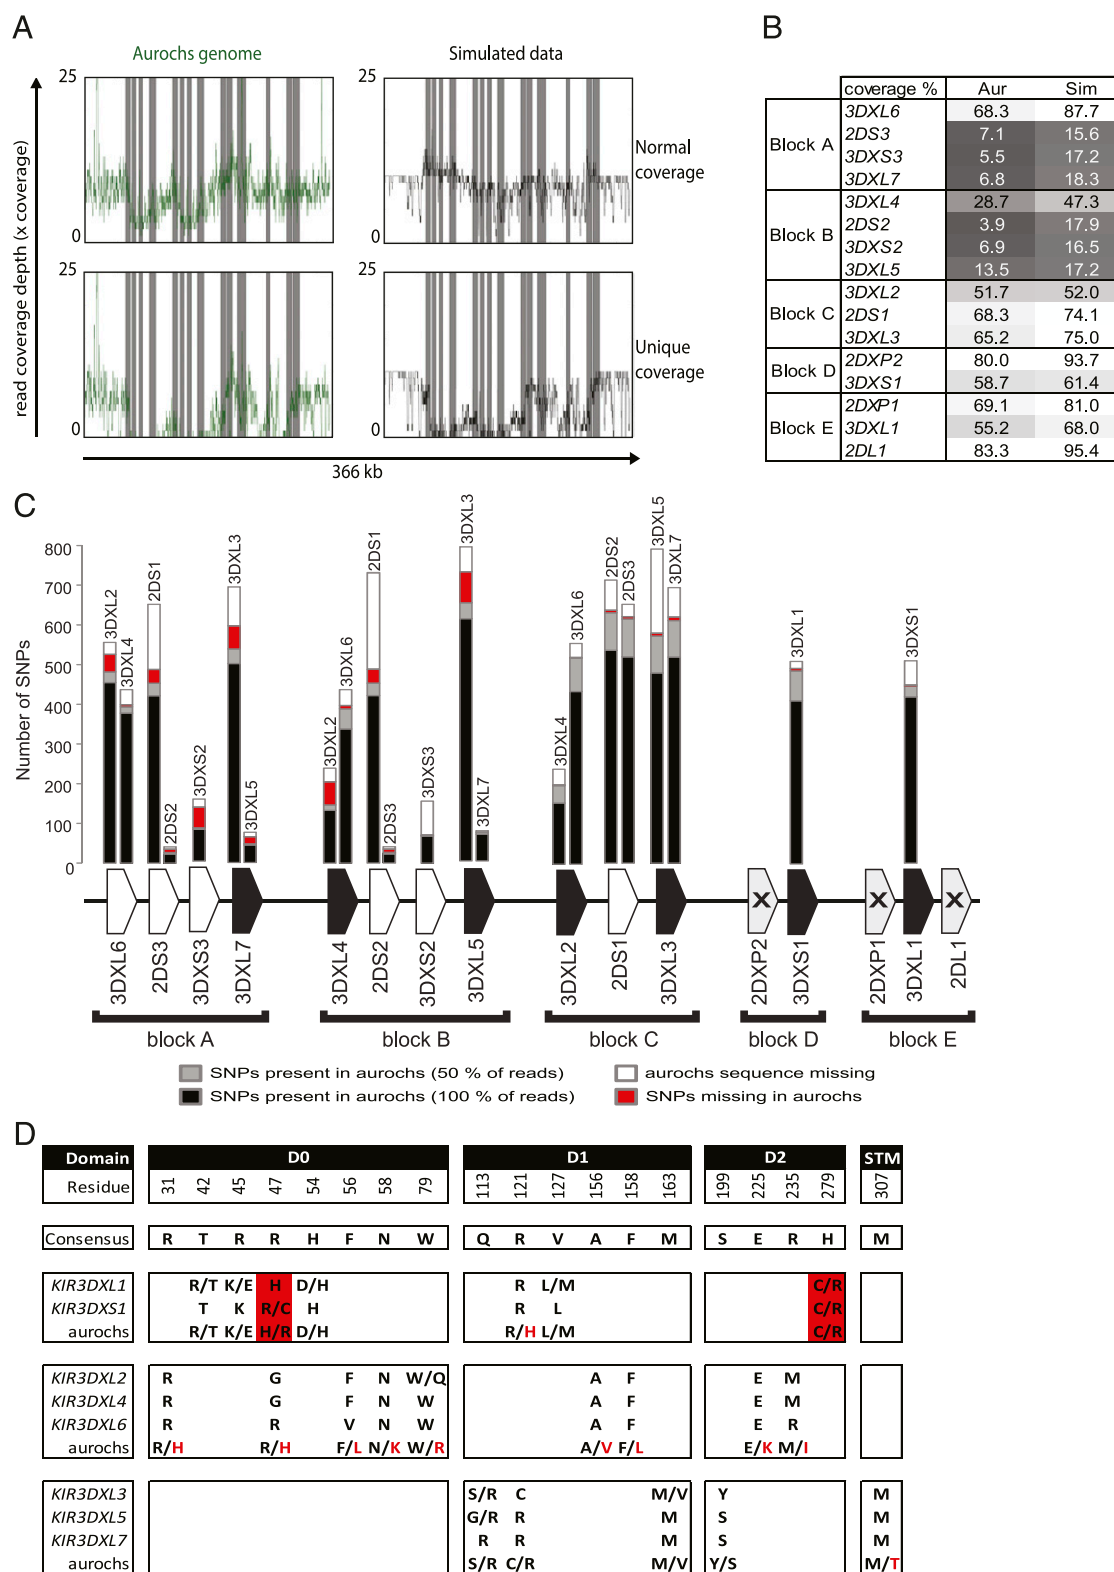 A
Aurochs genome
Simulated data
read coverage depth (x coverage)
25
0
25
0
Normal
coverage
25
0
25
0
Unique
coverage
366 kb
B
coverage % Aur Sim
Block A
3DXL6 68.3 87.7
2DS3 7.1 15.6
3DXS3 5.5 17.2
3DXL7 6.8 18.3
Block B
3DXL4 28.7 47.3
2DS2 3.9 17.9
3DXS2 6.9 16.5
3DXL5 13.5 17.2
Block C
3DXL2 51.7 52.0
2DS1 68.3 74.1
3DXL3 65.2 75.0
Block D
2DXP2 80.0 93.7
3DXS1 58.7 61.4
Block E
2DXP1 69.1 81.0
3DXL1 55.2 68.0
2DL1 83.3 95.4
C
Number of SNPs
800
700
600
500
400
300
200
100
0
3DXL2
3DXL4
2DS1
2DS2
3DXS2
3DXL3
3DXL5
3DXL2
3DXL6
2DS1
2DS3
3DXS3
3DXL3
3DXL7
3DXL4
3DXL6
2DS2
2DS3
3DXL5
3DXL7
3DXL1
3DXS1
X X X
3DXL6
2DS3
3DXS3
3DXL7
3DXL4
2DS2
3DXS2
3DXL5
3DXL2
2DS1
3DXL3
2DXP2
3DXS1
2DXP1
3DXL1
2DL1
block A block B block C block D block E
SNPs present in aurochs (50 % of reads)
aurochs sequence missing
SNPs present in aurochs (100 % of reads)
SNPs missing in aurochs
D
Domain D0 D1 D2 STM
Residue 31 42 45 47 54 56 58 79 113 121 127 156 158 163 199 225 235 279 307
Consensus R T R R H F N W Q R V A F M S E R H M
KIR3DXL1 R/T K/E H D/H R L/M C/R
KIR3DXS1 T K R/C H R L C/R
aurochs R/T K/E H/R D/H R/H L/M C/R
KIR3DXL2 R G F N W/Q A F E M
KIR3DXL4 R G F N W A F E M
KIR3DXL6 R R V N W A F E R
aurochs R/H R/H F/L N/K W/R A/V F/L E/K M/I
KIR3DXL3 S/R C M/V Y M
KIR3DXL5 G/R R M S M
KIR3DXL7 R R M S M
aurochs S/R C/R M/V Y/S M/T